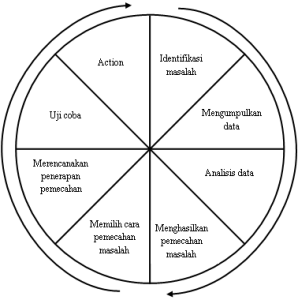 Identifikasi
masalah
Mengumpulkan
data
Analisis data
Menghasilkan
pemecahan
masalah
Memilih cara
pemecahan
masalah
Merencanakan
penerapan
pemecahan
Uji coba
Action